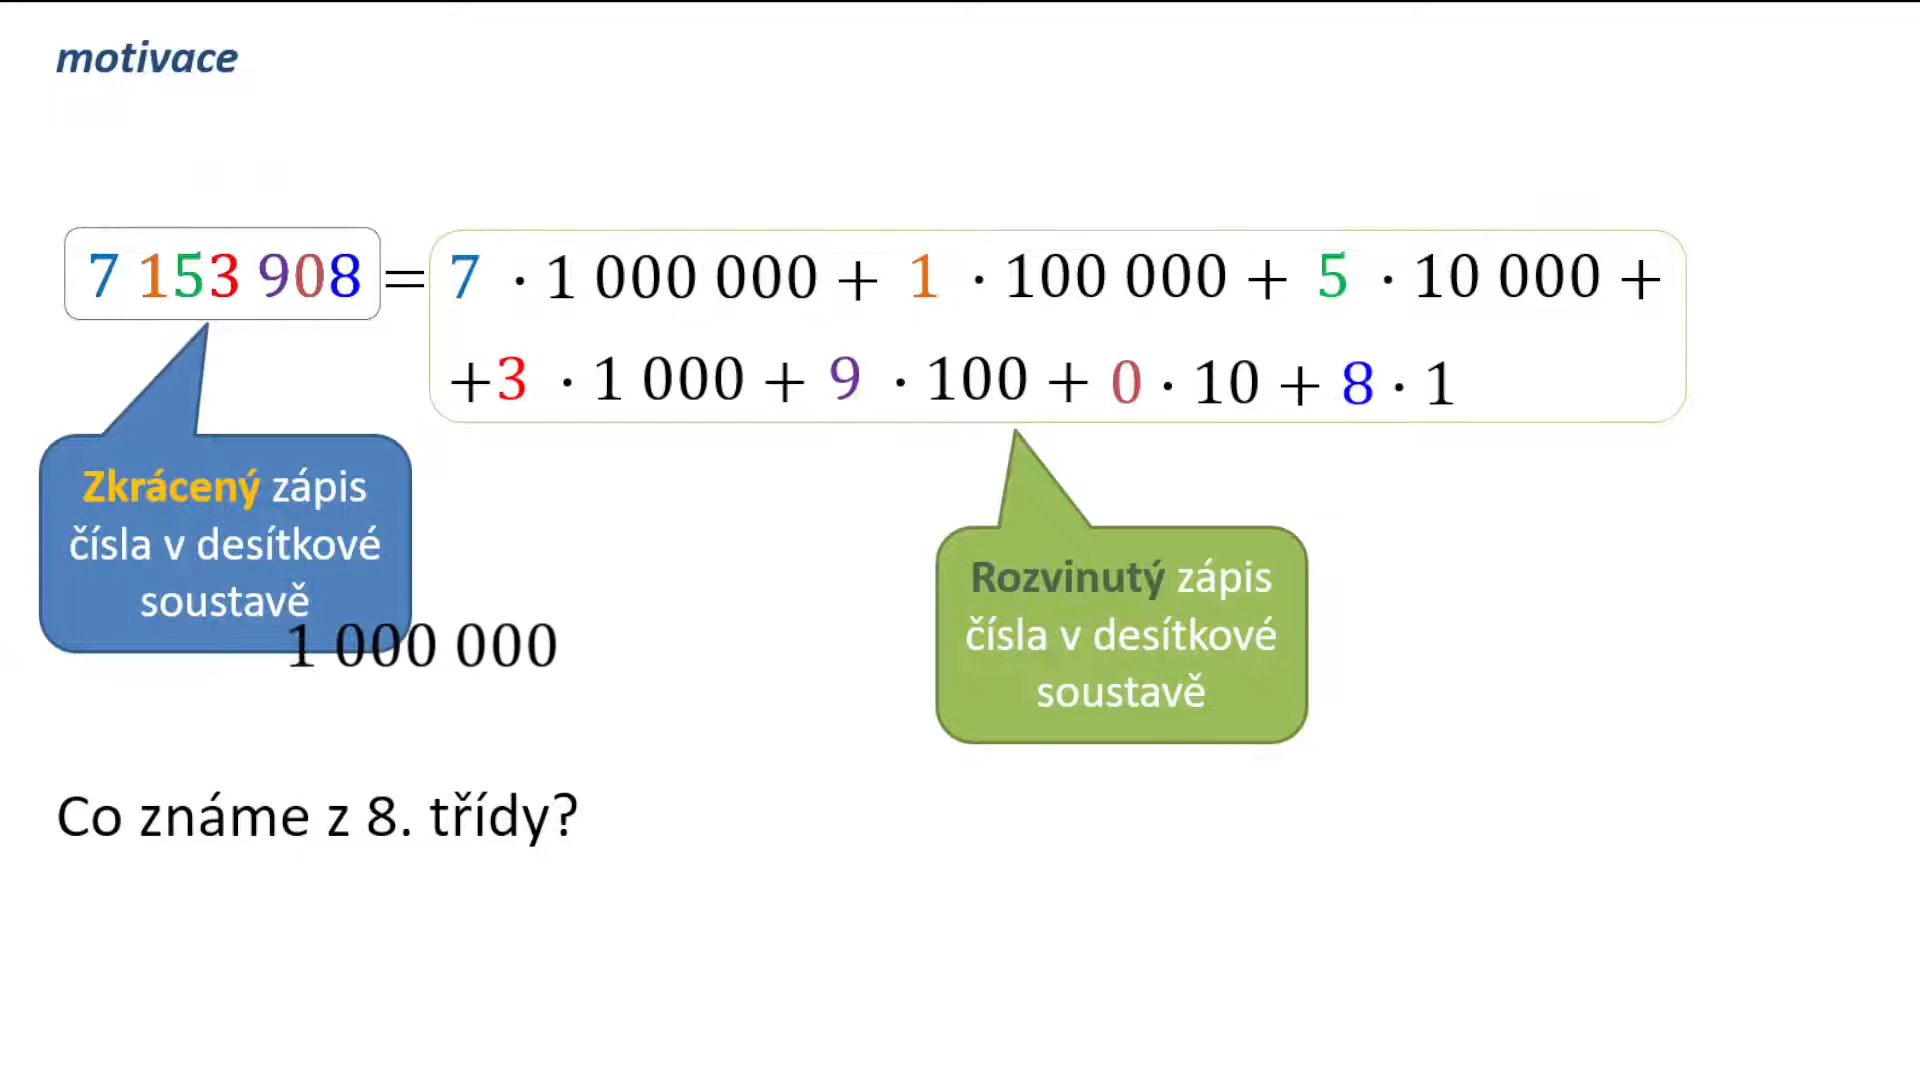 motivace
7 153 908 = 7 · 1 000 000 + 1 · 100 000 + 5 · 10 000 +
+3 · 1 000 + 9 · 100 + 0 · 10 + 8 · 1
Zkrácený zápis
čísla v desítkové
soustavě
1 000 000
Rozvinutý zápis
čísla v desítkové
soustavě
Co známe z 8. třídy?